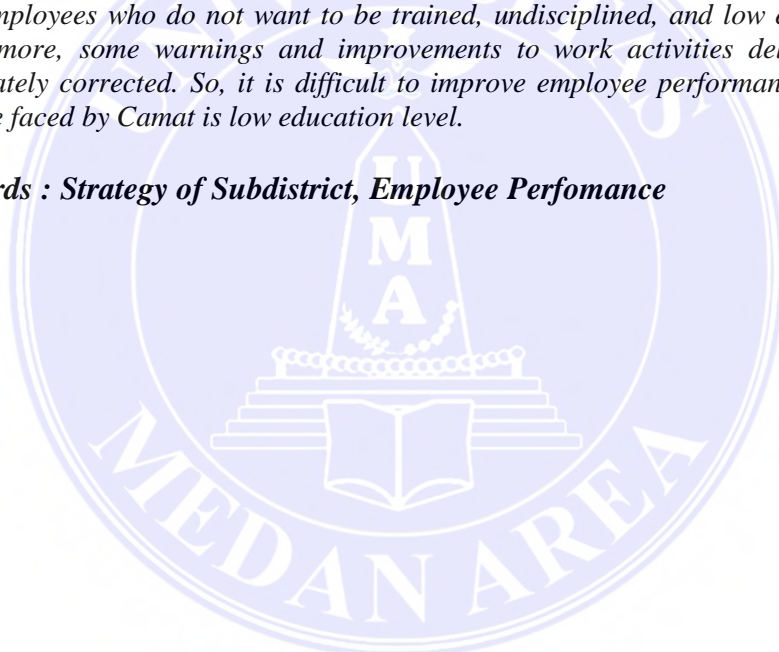 mployees who do not want to be trained, undisciplined, and low
more, some warnings and improvements to work activities del
ately corrected. So, it is difficult to improve employee performan
e faced by Camat is low education level.
rds : Strategy of Subdistrict, Employee Perfomance
U
M
A
MEDAN AREA